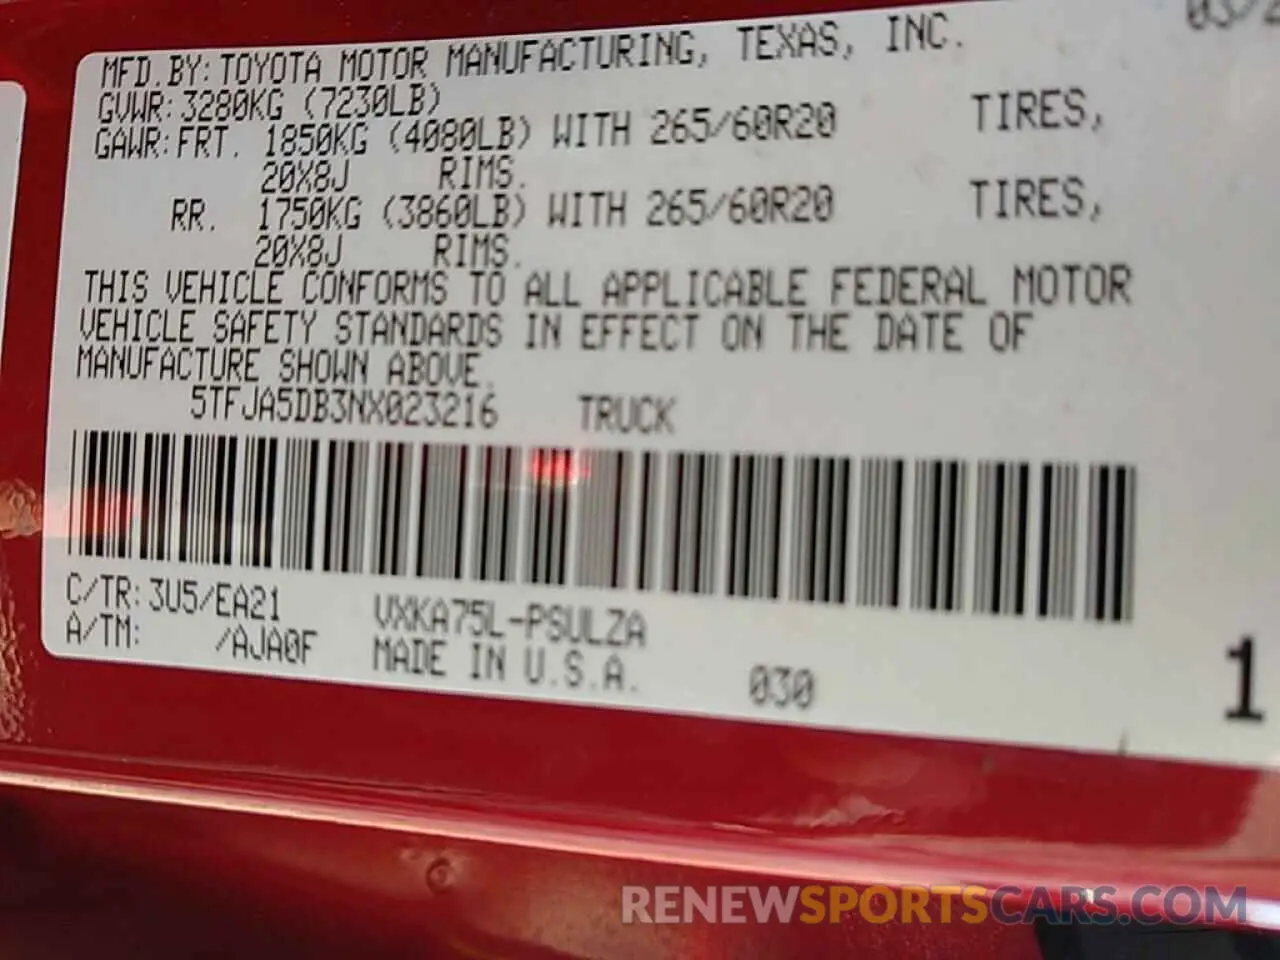 03/2
MFD.BY: TOYOTA MOTOR MANUFACTURING, TEXAS, INC.
GVWR: 3280KG (7230LB)
GAWR: FRT. 1850KG (4080LB) WITH 265/60R20 TIRES,
20X8J RIMS.
RR. 1750KG (3860LB) WITH 265/60R20 TIRES,
20X8J RIMS.
THIS VEHICLE CONFORMS TO ALL APPLICABLE FEDERAL MOTOR
VEHICLE SAFETY STANDARDS IN EFFECT ON THE DATE OF
MANUFACTURE SHOWN ABOVE.
5TFJA5DB3NX023216 TRUCK
C/TR: 3U5/EA21 VXKA75L-PSULZA
A/TM: /AJA0F MADE IN U.S.A. 030 1
RENEWSPORTSCARS.COM